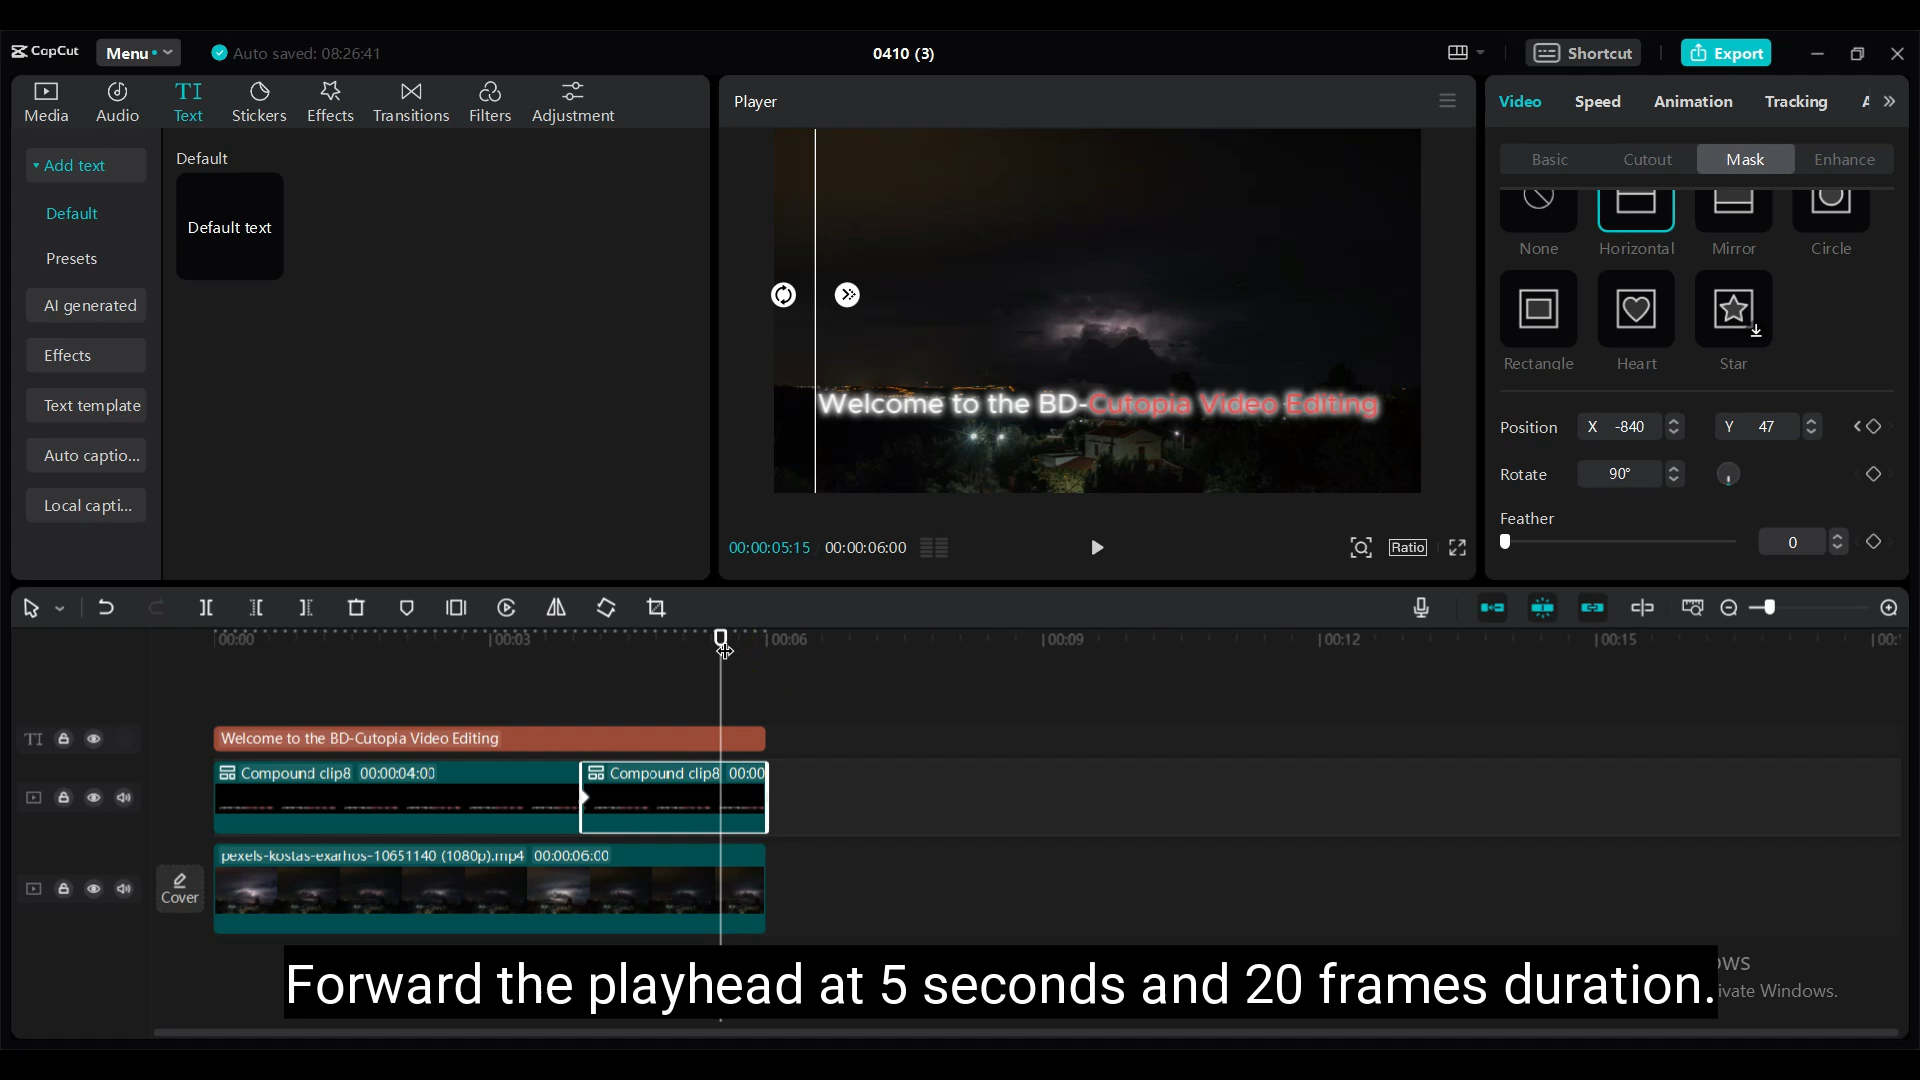 CapCut
Menu
Auto saved: 08:26:41
0410 (3)
Shortcut
Export
Media
Audio
TI
Text
Stickers
Effects
Transitions
Filters
Adjustment
Player
Video
Speed
Animation
Tracking
Add text
Default
Presets
AI generated
Effects
Text template
Auto captio...
Local capti...
Default
Default text
Welcome to the BD-Cutopia Video Editing
00:00:05:15
00:00:06:00
Ratio
Basic
Cutout
Mask
Enhance
None
Horizontal
Mirror
Circle
Rectangle
Heart
Star
Position
X -840
Y 47
Rotate
90°
Feather
0
00:00
00:03
00:06
00:09
00:12
00:15
00:
TI
Welcome to the BD-Cutopia Video Editing
Compound clip8 00:00:04:00
Compound clip8 00:00
Cover
pexels-kostas-exarhos-10651140 (1080p).mp4 00:00:06:00
Forward the playhead at 5 seconds and 20 frames duration.
ows
ivate Windows.